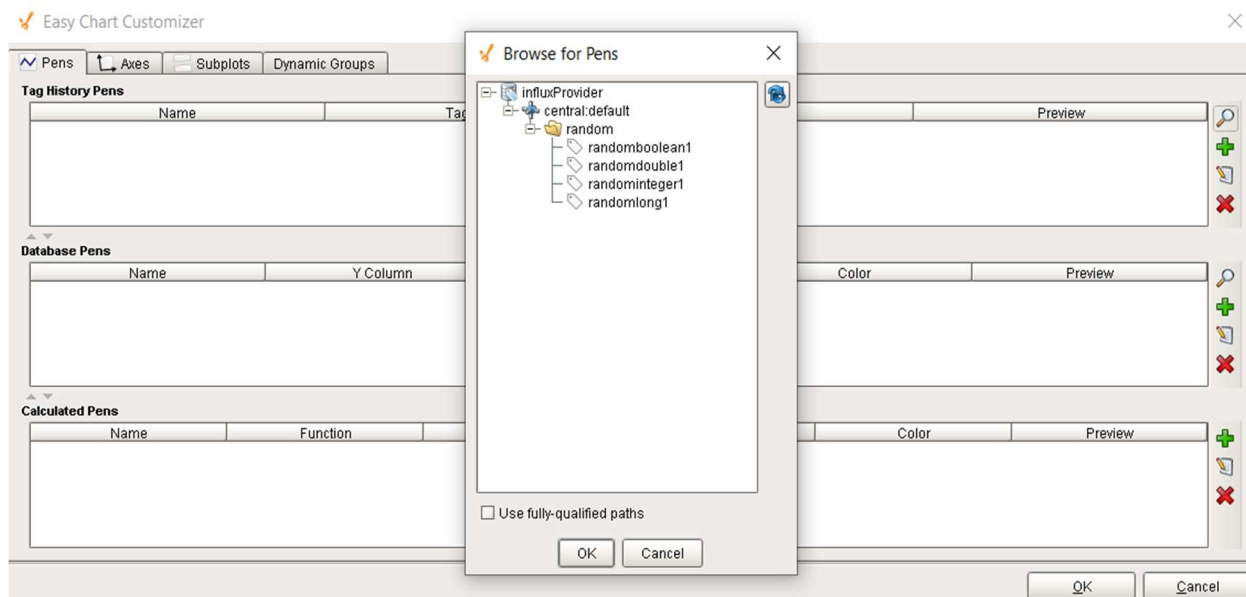 Easy Chart Customizer
Pens Axes Subplots Dynamic Groups
Tag History Pens
Name Preview
Database Pens
Name Y Column Color Preview
Calculated Pens
Name Function Color Preview
Browse for Pens
influxProvider
central:default
random
randomboolean1
randomdouble1
randominteger1
randomlong1
Use fully-qualified paths
OK Cancel
OK Cancel